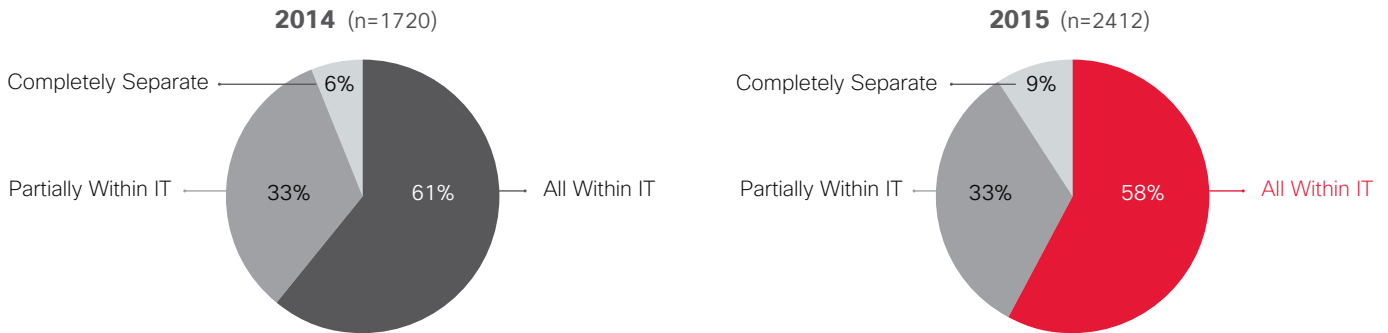 2014 (n=1720)
Completely Separate
6%
Partially Within IT
33%
61%
All Within IT
2015 (n=2412)
Completely Separate
9%
Partially Within IT
33%
58%
All Within IT